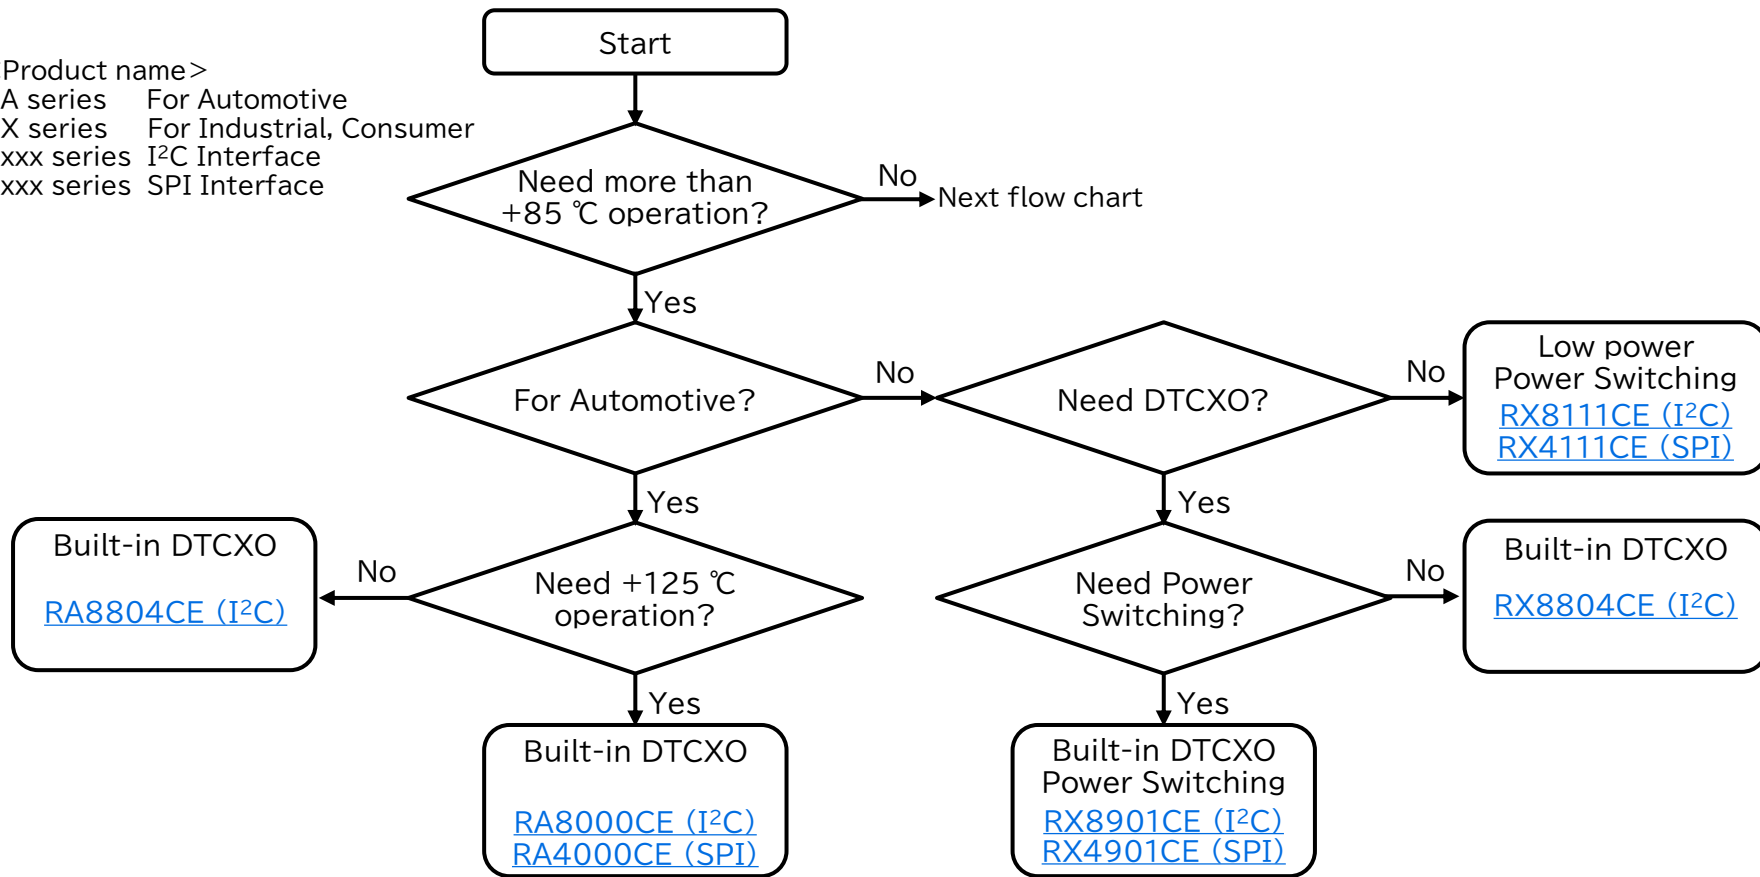 Start
Product name>
A series For Automotive
X series For Industrial, Consumer
xxx series I²C Interface
xxx series SPI Interface
Need more than
+85 ℃ operation?
No
Next flow chart
Yes
For Automotive?
No
Need DTCXO?
No
Low power
Power Switching
RX8111CE (I²C)
RX4111CE (SPI)
Yes
Yes
Built-in DTCXO
RA8804CE (I²C)
No
Need +125 ℃
operation?
Need Power
Switching?
No
Built-in DTCXO
RX8804CE (I²C)
Yes
Yes
Built-in DTCXO
RA8000CE (I²C)
RA4000CE (SPI)
Built-in DTCXO
Power Switching
RX8901CE (I²C)
RX4901CE (SPI)